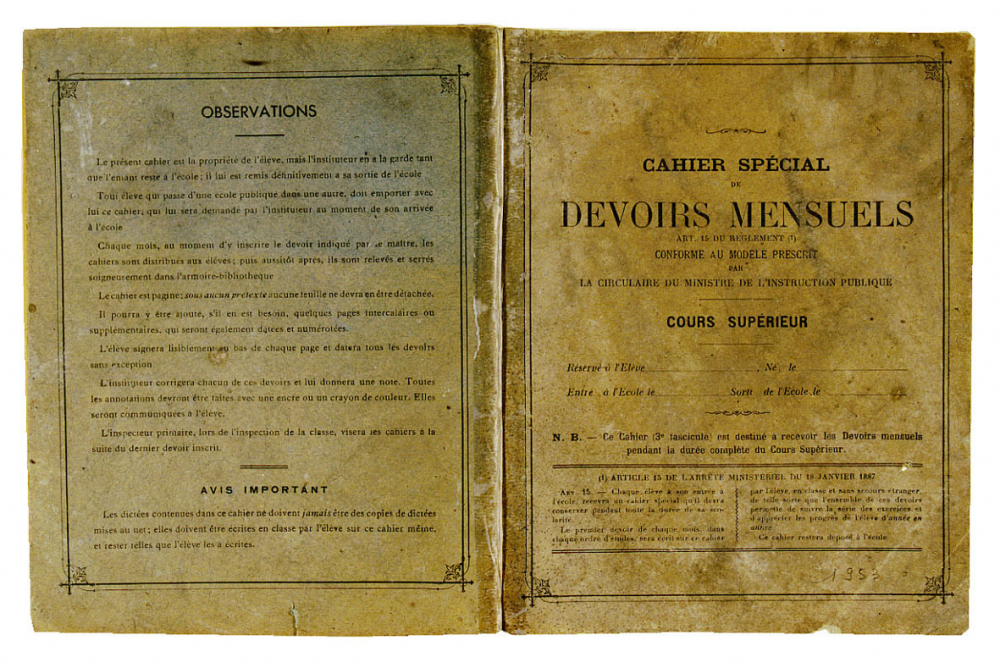 OBSERVATIONS
Le présent cahier est la propriété de l'élève, mais l'instituteur en a la garde tant
que l'enfant reste à l'école; il lui est remis définitivement a sa sortie de l'école
Tout élève qui passe d'une ecole publique dans une autre, doit emporter avec
lui ce cahier, qui lui sera demandé par l'instituteur au moment de son arrivée
à l'école
Chaque mois, au moment d'y inscrire le devoir indiqué par le maître, les
cahiers sont distribués aux élèves; puis aussitôt après, ils sont relevés et serrés
soigneusement dans l'armoire-bibliothèque
Le cahier est paginé; sous aucun prétexte aucune feuille ne devra en être détachée.
Il pourra y être ajouté, s'il en est besoin, quelques pages intercalaires ou
supplémentaires, qui seront également datées et numérotées.
L'élève signera lisiblement au bas de chaque page et datera tous les devoirs
sans exception
L'instituteur corrigera chacun de ces devoirs et lui donnera une note. Toutes
les annotations devront être faites avec une encre ou un crayon de couleur. Elles
seront communiquées à l'élève.
L'inspecteur primaire, lors de l'inspection de la classe, visera les cahiers à la
suite du dernier devoir inscrit.
AVIS IMPORTANT
Les dictées contenues dans ce cahier ne doivent jamais être des copies de dictées
mises au net; elles doivent être écrites en classe par l'élève sur ce cahier même,
et rester telles que l'élève les a écrites.
CAHIER SPÉCIAL
DE
DEVOIRS MENSUELS
ART. 15 DU RÈGLEMENT (1)
CONFORME AU MODÈLE PRESCRIT
PAR
LA CIRCULAIRE DU MINISTRE DE L'INSTRUCTION PUBLIQUE
COURS SUPÉRIEUR
Réservé à l'Elève , Né, le
Entré à l'Ecole le Sorti de l'Ecole le
N. B. — Ce Cahier (3e fascicule) est destiné à recevoir les Devoirs mensuels
pendant la durée complète du Cours Supérieur.
(1) ARTICLE 15 DE L'ARRÊTÉ MINISTÉRIEL DU 18 JANVIER 1887
ART. 15. — Chaque élève à son entrée à
l'école, recevra un cahier spécial qu'il devra
conserver pendant toute la durée de sa sco-
larité.
Le premier devoir de chaque mois, dans
chaque ordre d'études, sera écrit sur ce cahier
par l'élève, en classe et sans secours étranger,
de telle sorte que l'ensemble de ces devoirs
permette de suivre la série des exercices et
d'apprécier les progrès de l'élève d'année en
année
Ce cahier restera déposé à l'école
1953